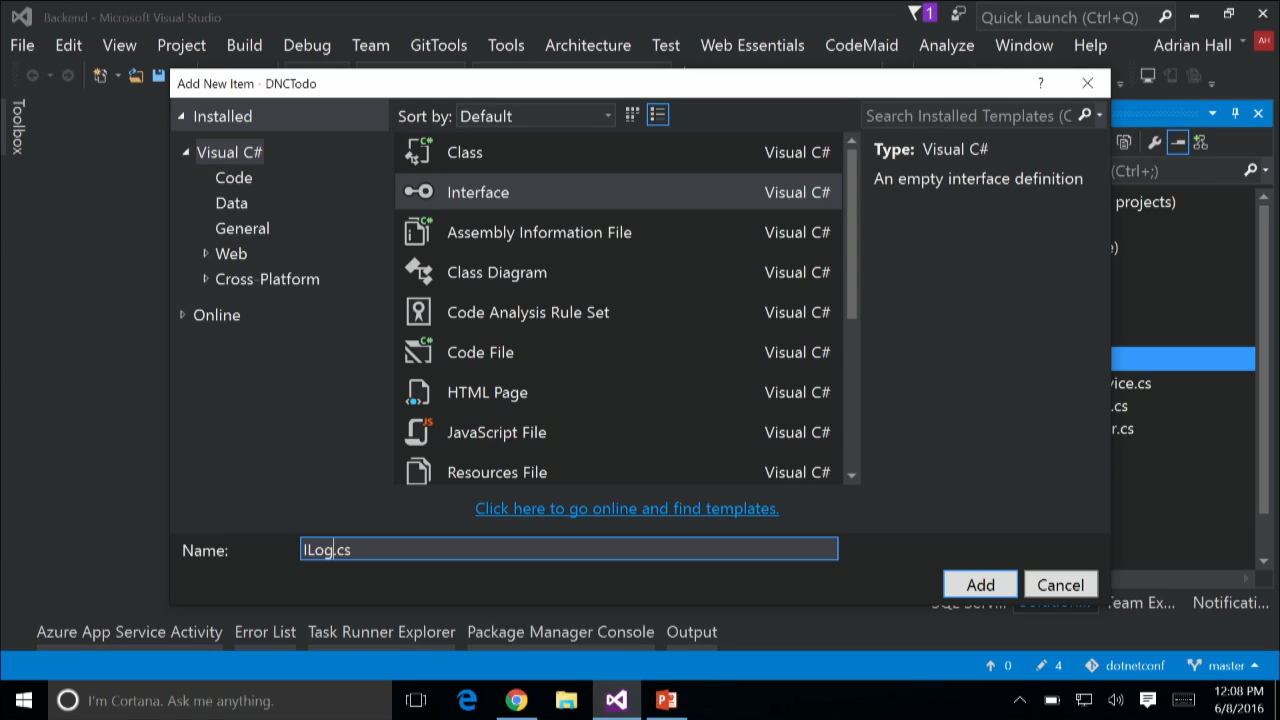 Backend - Microsoft Visual Studio
1
Quick Launch (Ctrl+Q)
File Edit View Project Build Debug Team GitTools Tools Architecture Test Web Essentials CodeMaid Analyze Window Help Adrian Hall AH
Toolbox
Add New Item - DNCTodo
?
Installed
Sort by: Default
Search Installed Templates (C
Visual C#
Code
Data
General
Web
Cross-Platform
Online
Class Visual C#
Interface Visual C#
Assembly Information File Visual C#
Class Diagram Visual C#
Code Analysis Rule Set Visual C#
Code File Visual C#
HTML Page Visual C#
JavaScript File Visual C#
Resources File Visual C#
Type: Visual C#
An empty interface definition
Click here to go online and find templates.
Name: ILog.cs
Add Cancel
(Ctrl+;)
projects)
e)
vice.cs
.cs
r.cs
Notificati...
Azure App Service Activity Error List Task Runner Explorer Package Manager Console Output
0 4 dotnetconf master
I'm Cortana. Ask me anything.
12:08 PM
6/8/2016